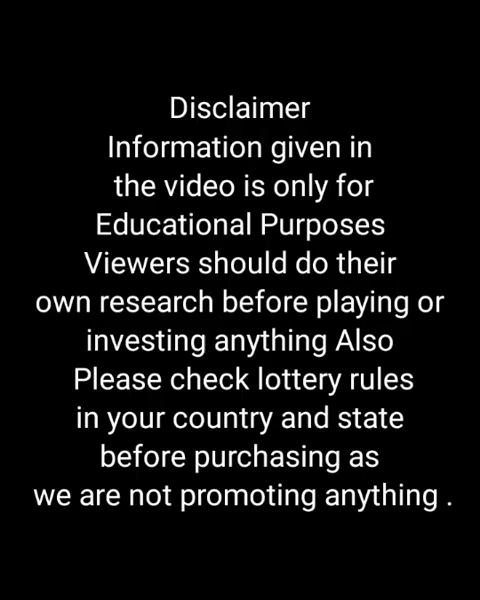 Disclaimer
Information given in
the video is only for
Educational Purposes
Viewers should do their
own research before playing or
investing anything Also
Please check lottery rules
in your country and state
before purchasing as
we are not promoting anything .